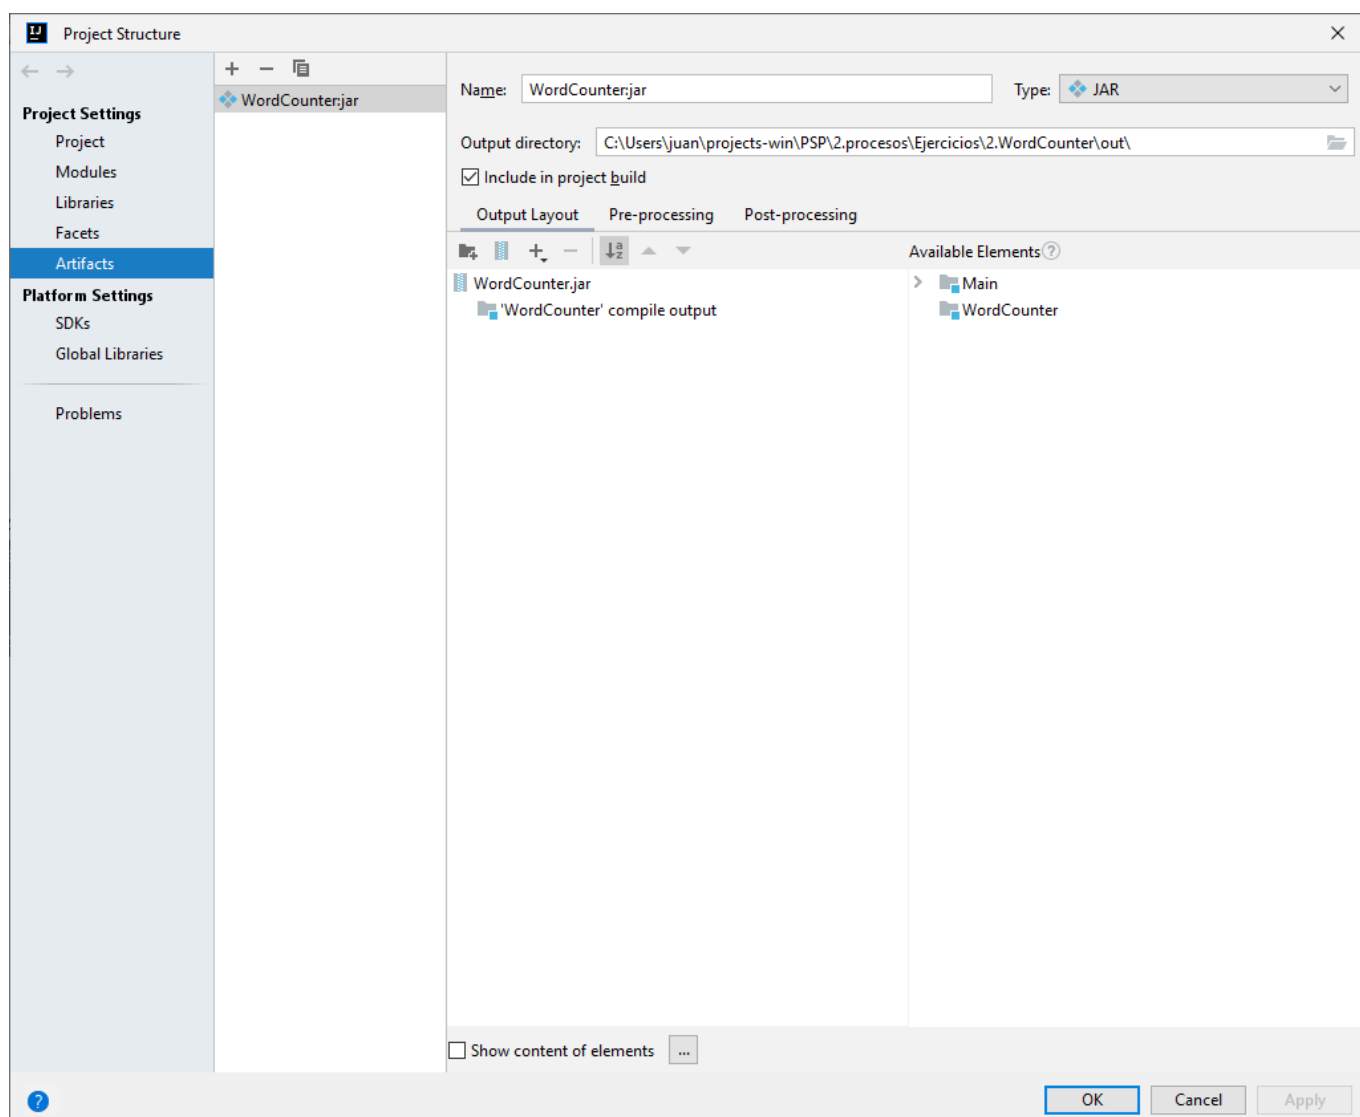 Project Structure
Project Settings
Project
Modules
Libraries
Facets
Artifacts
Platform Settings
SDKs
Global Libraries
Problems
WordCounter:jar
Name: WordCounter:jar Type: JAR
Output directory: C:\Users\juan\projects-win\PSP\2.procesos\Ejercicios\2.WordCounter\out\
Include in project build
Output Layout Pre-processing Post-processing
Available Elements ?
WordCounter.jar
'WordCounter' compile output
Main
WordCounter
Show content of elements ...
? OK Cancel Apply